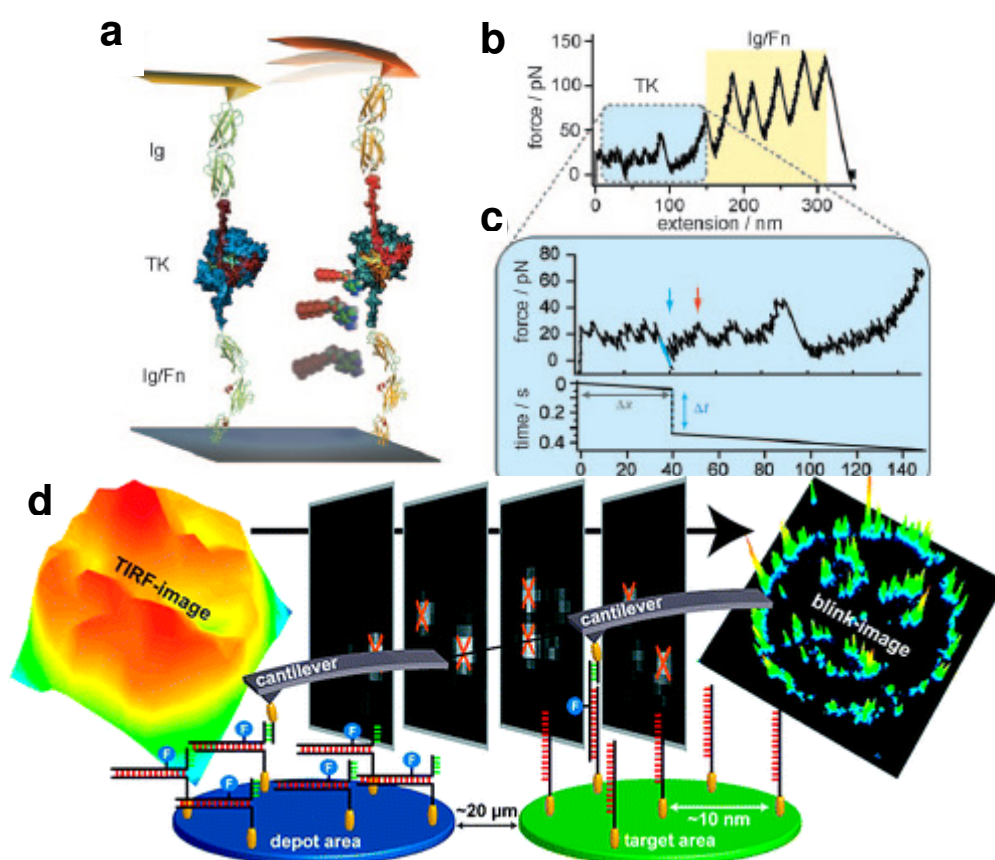 a
Ig
TK
Ig/Fn
b
Ig/Fn
TK
force / pN
150
100
50
0
0
100
200
300
extension / nm
c
force / pN
80
60
40
20
0
time / s
0
0.2
0.4
Δx
Δt
0 20 40 60 80 100 120 140
d
TIRF-image
cantilever
cantilever
blink-image
F
F
F
F
F
F
depot area
~20 µm
target area
~10 nm